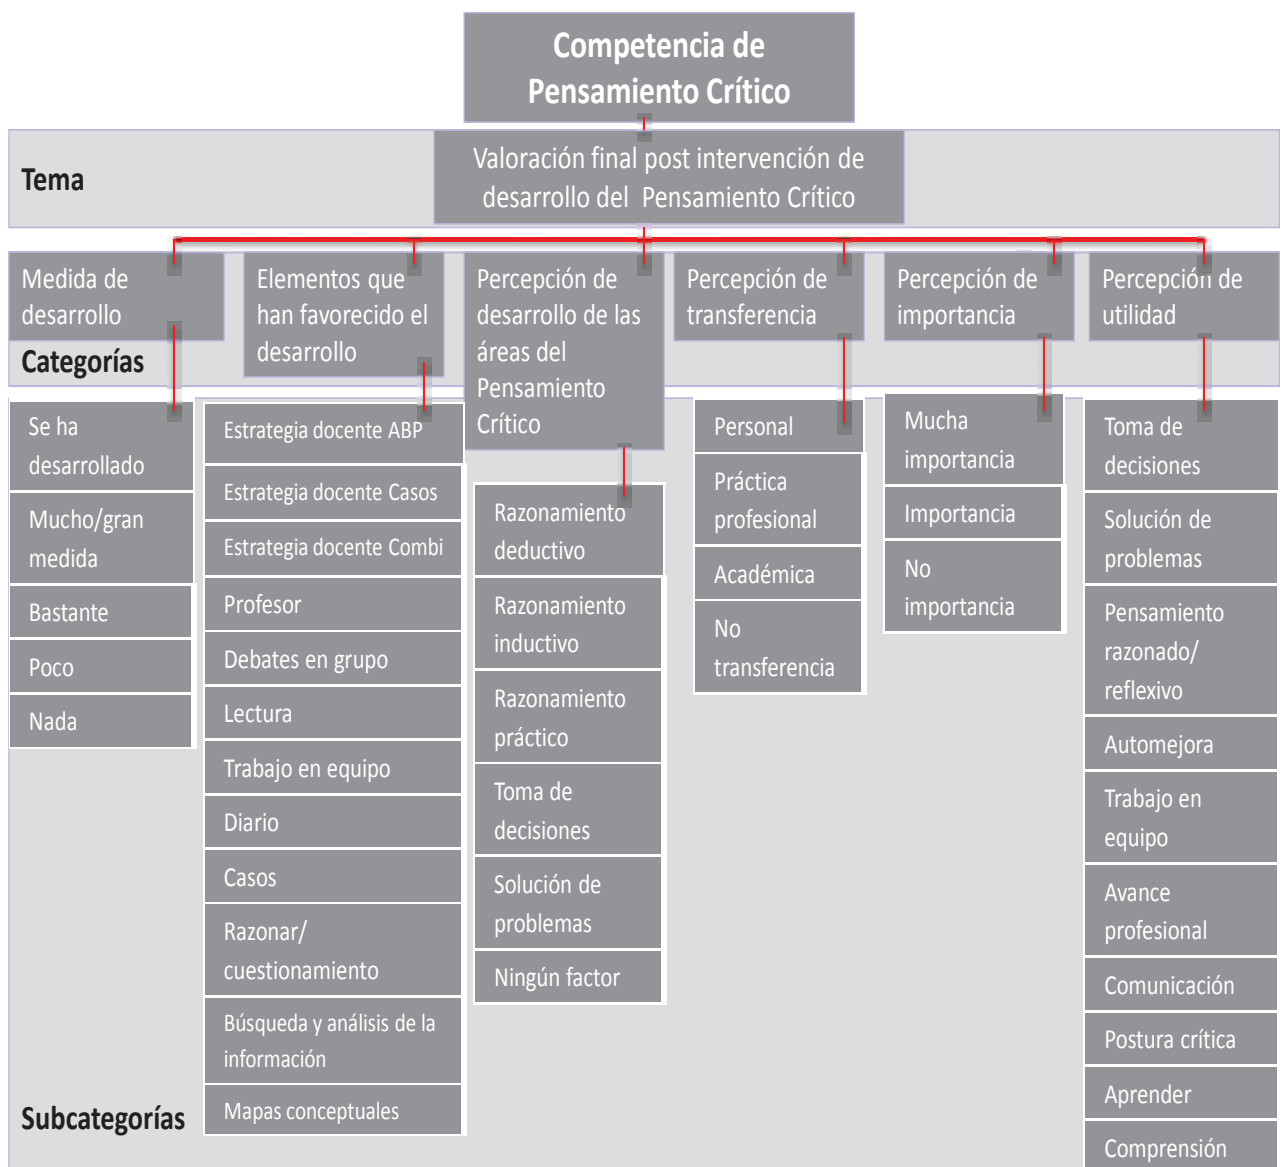 Competencia de
Pensamiento Crítico
Tema
Valoración final post intervención de
desarrollo del Pensamiento Crítico
Medida de
desarrollo
Elementos que
han favorecido el
desarrollo
Percepción de
desarrollo de las
áreas del
Pensamiento
Crítico
Percepción de
transferencia
Percepción de
importancia
Percepción de
utilidad
Categorías
Se ha
desarrollado
Mucho/gran
medida
Bastante
Poco
Nada
Estrategia docente ABP
Estrategia docente Casos
Estrategia docente Combi
Profesor
Debates en grupo
Lectura
Trabajo en equipo
Diario
Casos
Razonar/
cuestionamiento
Búsqueda y análisis de la
información
Mapas conceptuales
Razonamiento
deductivo
Razonamiento
inductivo
Razonamiento
práctico
Toma de
decisiones
Solución de
problemas
Ningún factor
Personal
Práctica
profesional
Académica
No
transferencia
Mucha
importancia
Importancia
No
importancia
Toma de
decisiones
Solución de
problemas
Pensamiento
razonado/
reflexivo
Automejora
Trabajo en
equipo
Avance
profesional
Comunicación
Postura crítica
Aprender
Comprensión
Subcategorías